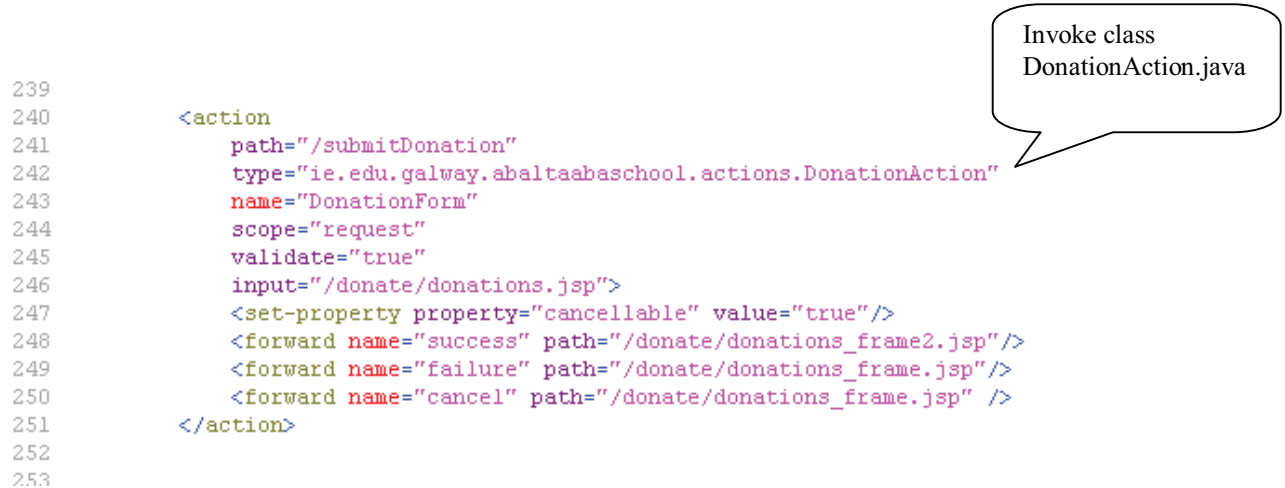 Invoke class
DonationAction.java
239
240 <action
241 path="/submitDonation"
242 type="ie.edu.galway.abaltaabaschool.actions.DonationAction"
243 name="DonationForm"
244 scope="request"
245 validate="true"
246 input="/donate/donations.jsp">
247 <set-property property="cancellable" value="true"/>
248 <forward name="success" path="/donate/donations_frame2.jsp"/>
249 <forward name="failure" path="/donate/donations_frame.jsp"/>
250 <forward name="cancel" path="/donate/donations_frame.jsp" />
251 </action>
252
253